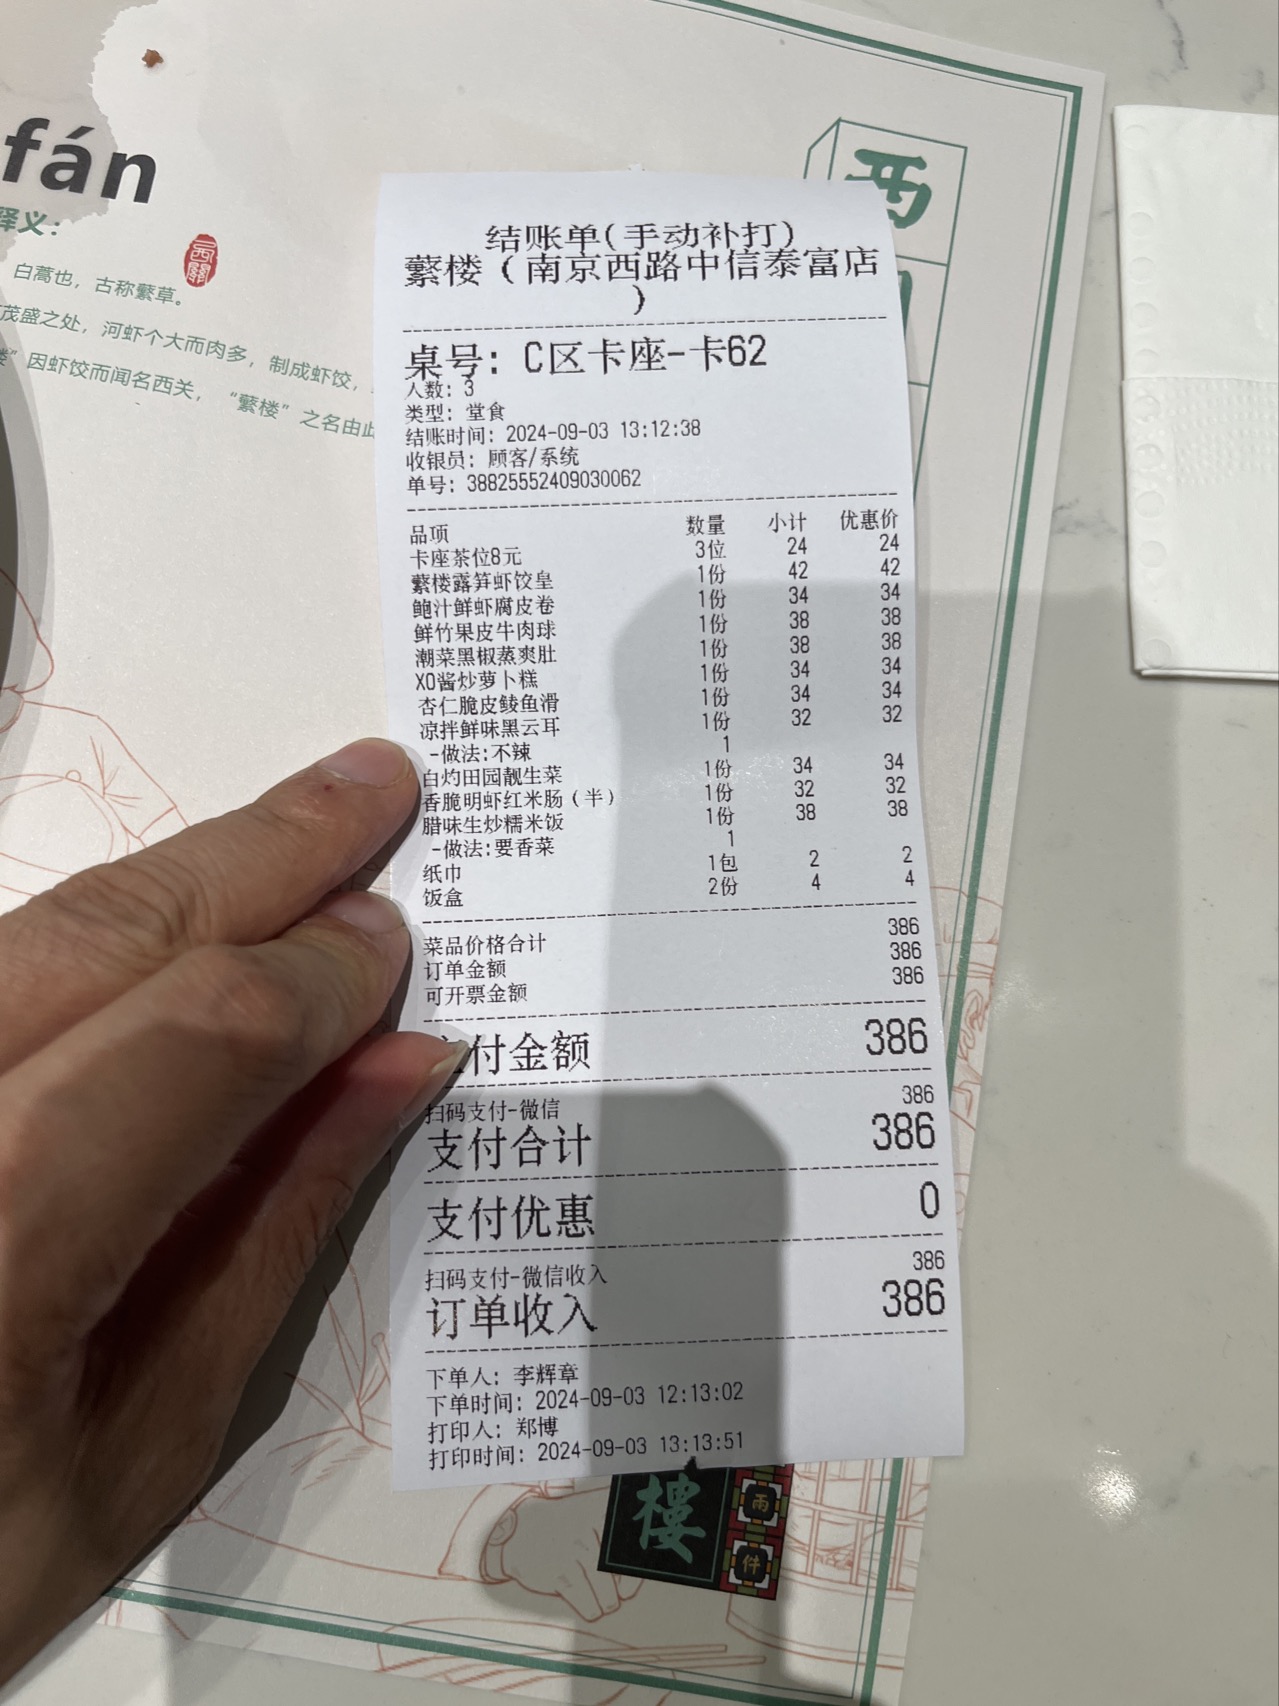 fán
释义：
白蒿也，古称蘩草。
茂盛之处，河虾个大而肉多，制成虾饺，
”因虾饺而闻名西关，“蘩楼”之名由此
西關
西
结账单(手动补打)
蘩楼（南京西路中信泰富店
）
桌号：C区卡座-卡62
人数：3
类型：堂食
结账时间：2024-09-03 13:12:38
收银员：顾客/系统
单号：38825552409030062
品项 数量 小计 优惠价
卡座茶位8元 3位 24 24
蘩楼露笋虾饺皇 1份 42 42
鲍汁鲜虾腐皮卷 1份 34 34
鲜竹果皮牛肉球 1份 38 38
潮菜黑椒蒸爽肚 1份 38 38
XO酱炒萝卜糕 1份 34 34
杏仁脆皮鲮鱼滑 1份 34 34
凉拌鲜味黑云耳 1份 32 32
-做法:不辣 1
白灼田园靓生菜 1份 34 34
香脆明虾红米肠（半） 1份 32 32
腊味生炒糯米饭 1份 38 38
-做法:要香菜 1
纸巾 1包 2 2
饭盒 2份 4 4
菜品价格合计 386
订单金额 386
可开票金额 386
付金额 386
扫码支付-微信 386
支付合计 386
支付优惠 0
扫码支付-微信收入 386
订单收入 386
下单人：李辉章
下单时间：2024-09-03 12:13:02
打印人：郑博
打印时间：2024-09-03 13:13:51
樓
雨
件